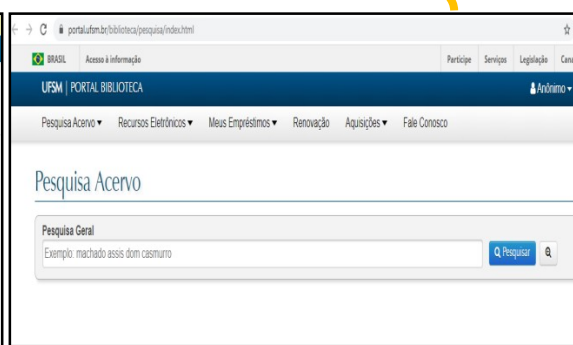 portal.ufsm.br/biblioteca/pesquisa/index.html
BRASIL Acesso à informação Participe Serviços Legislação Cana
UFSM | PORTAL BIBLIOTECA Anônimo
Pesquisa Acervo Recursos Eletrônicos Meus Empréstimos Renovação Aquisições Fale Conosco
Pesquisa Acervo
Pesquisa Geral
Exemplo: machado assis dom casmurro Pesquisar